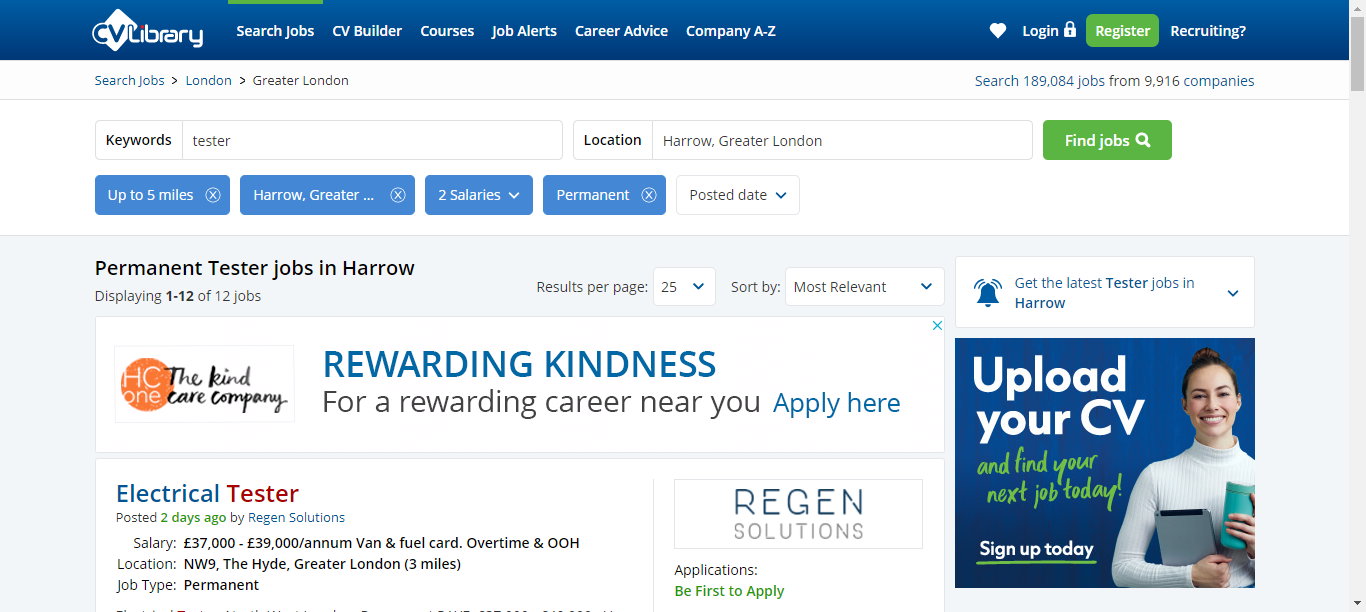 CVLibrary
Search Jobs CV Builder Courses Job Alerts Career Advice Company A-Z Login Register Recruiting?
Search Jobs > London > Greater London
Search 189,084 jobs from 9,916 companies
Keywords tester Location Harrow, Greater London Find jobs
Up to 5 miles Harrow, Greater ... 2 Salaries Permanent Posted date
Permanent Tester jobs in Harrow
Displaying 1-12 of 12 jobs
Results per page: 25 Sort by: Most Relevant
Get the latest Tester jobs in
Harrow
HC
one
The kind
care company
REWARDING KINDNESS
For a rewarding career near you Apply here
Upload
your CV
and find your
next job today!
Sign up today
Electrical Tester
Posted 2 days ago by Regen Solutions
Salary: £37,000 - £39,000/annum Van & fuel card. Overtime & OOH
Location: NW9, The Hyde, Greater London (3 miles)
Job Type: Permanent
REGEN
SOLUTIONS
Applications:
Be First to Apply